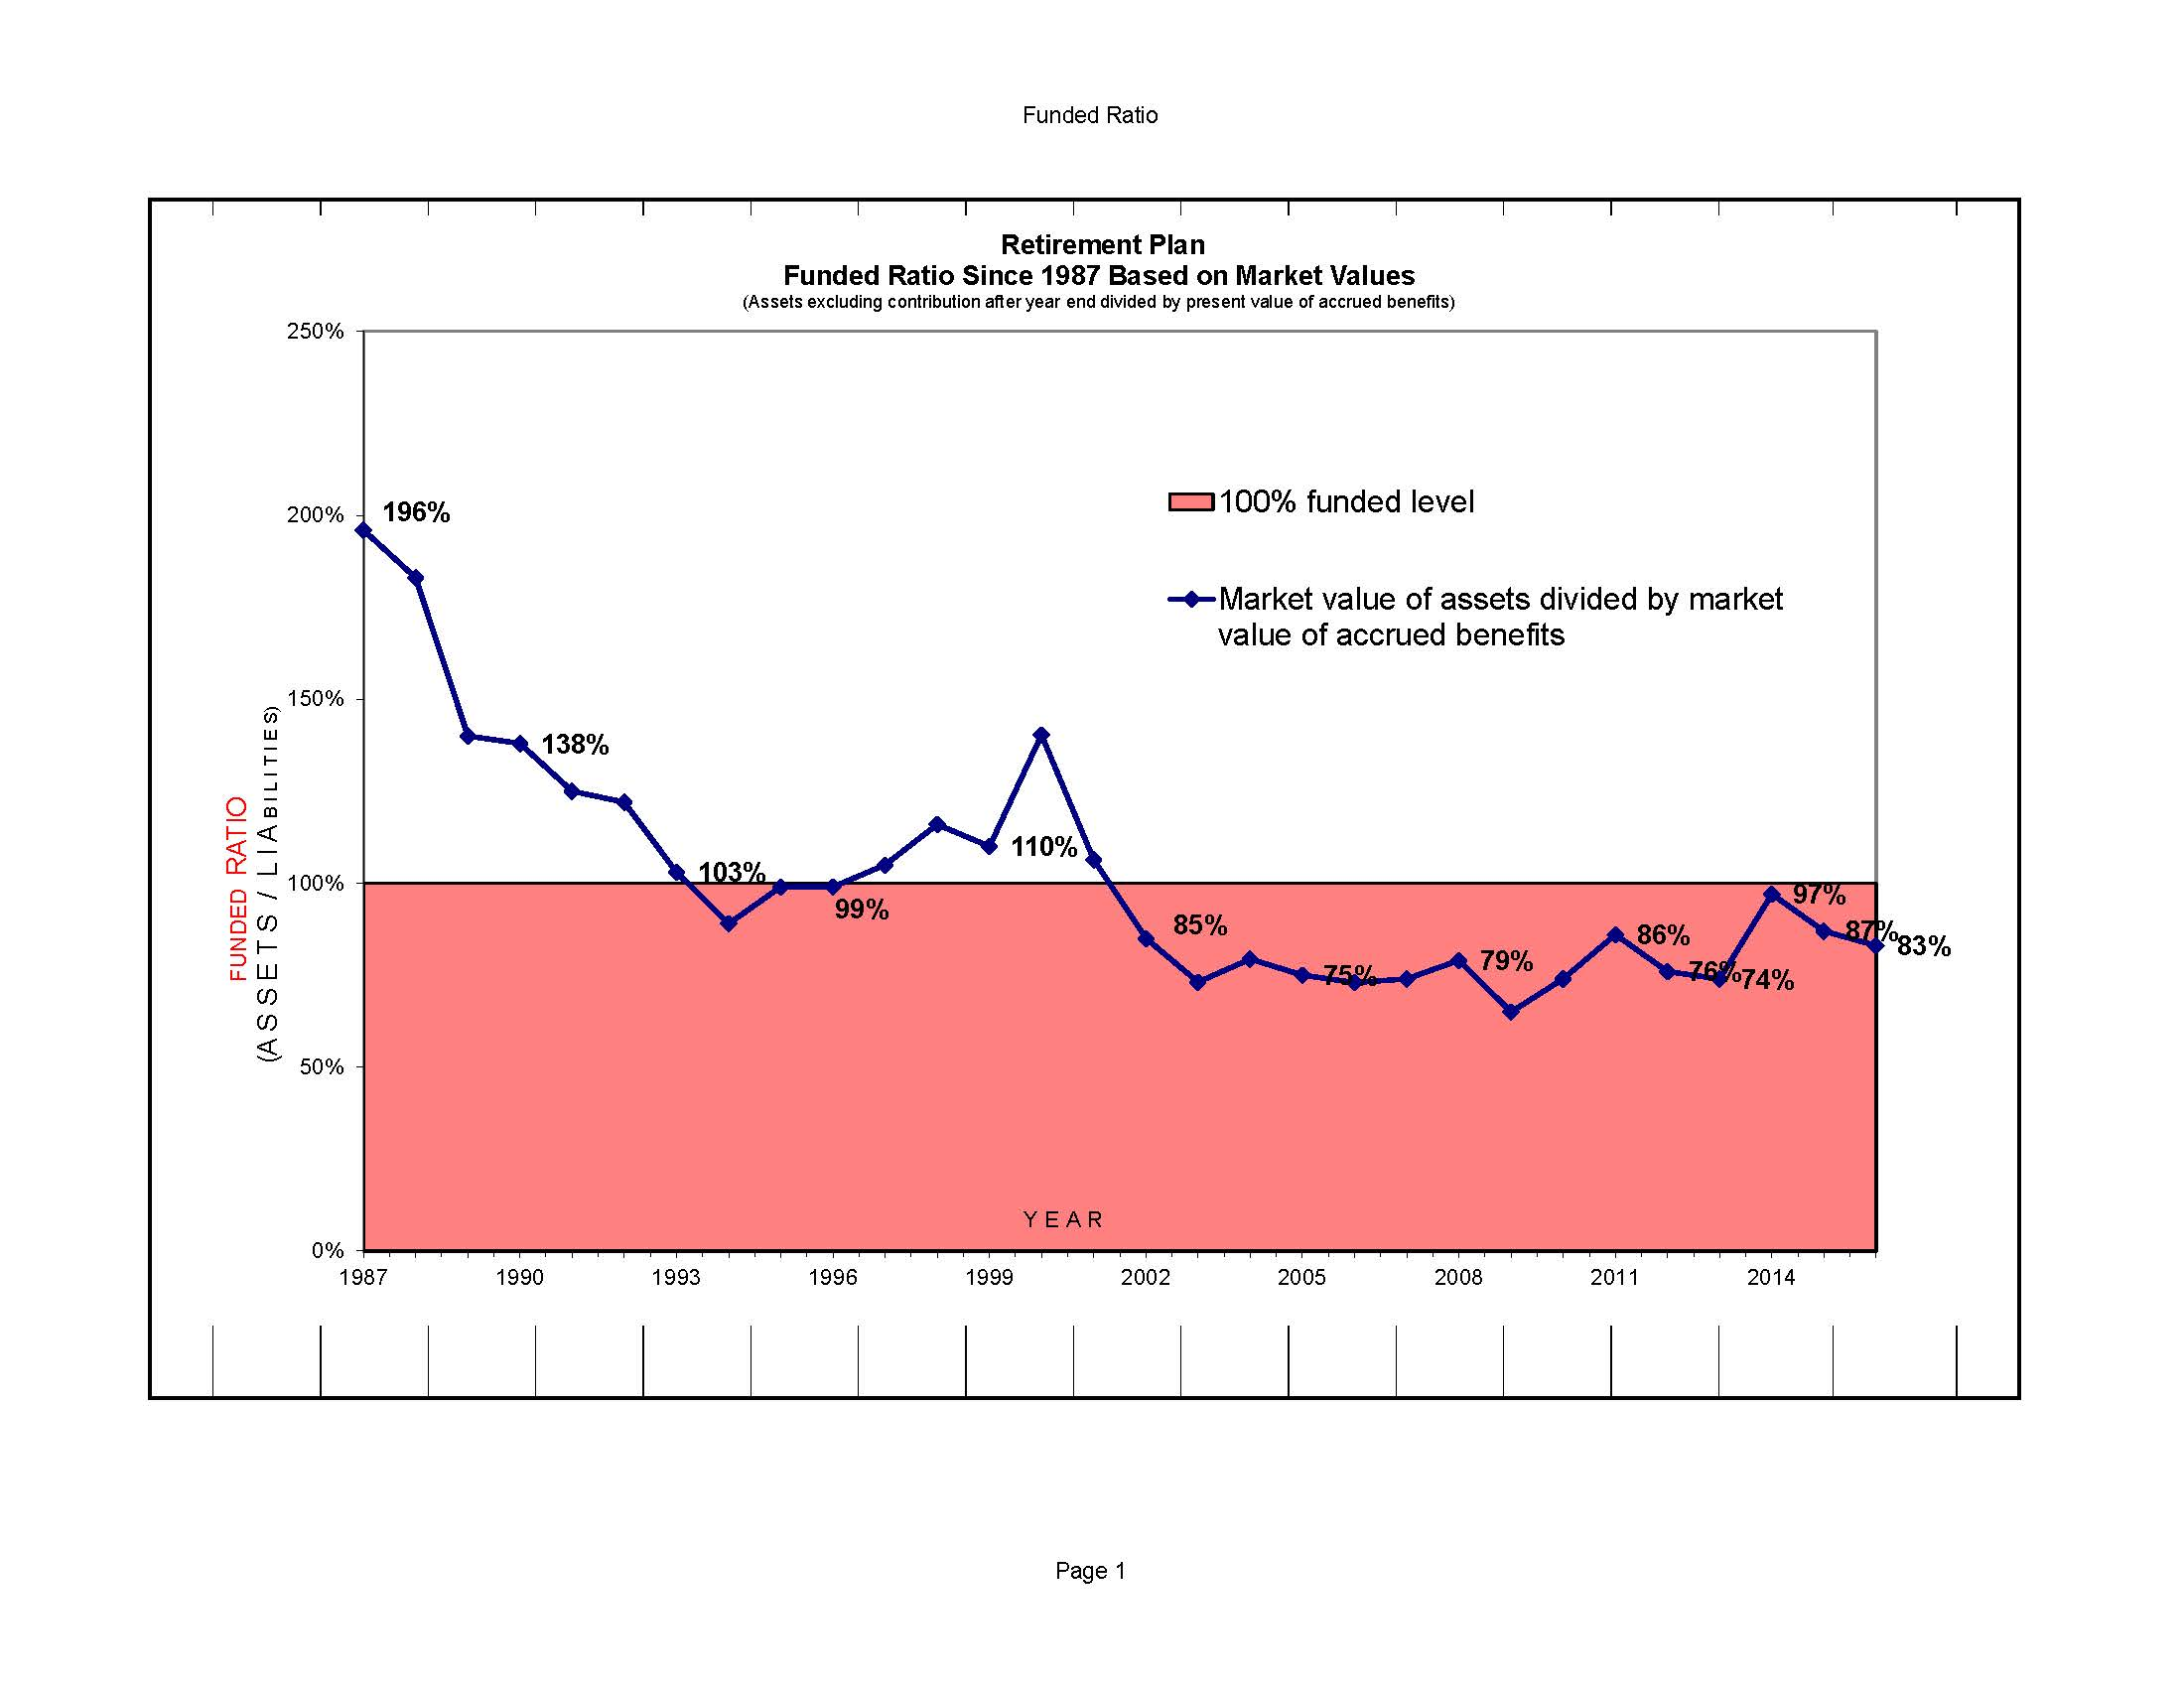 Funded Ratio
Retirement Plan
Funded Ratio Since 1987 Based on Market Values
(Assets excluding contribution after year end divided by present value of accrued benefits)
250%
200%
150%
100%
50%
0%
FUNDED RATIO
(ASSETS / LIABILITIES)
100% funded level
Market value of assets divided by market
value of accrued benefits
196%
138%
103%
99%
110%
85%
75%
79%
86%
76%
74%
97%
87%
83%
YEAR
1987 1990 1993 1996 1999 2002 2005 2008 2011 2014
Page 1